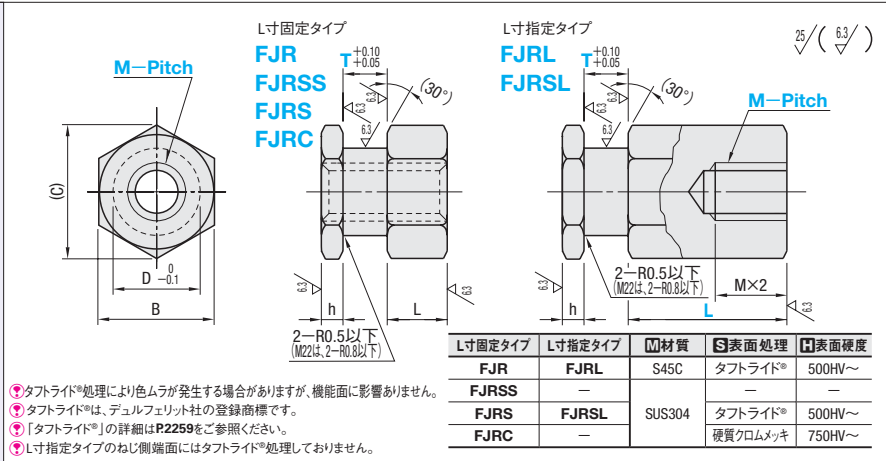 L寸固定タイプ
FJR
FJRSS
FJRS
FJRC
L寸指定タイプ
FJRL
FJRSL
25 ( 6.3 )
M−Pitch
T +0.10 +0.05
(30°)
6.3
6.3
T +0.10 +0.05
(30°)
6.3
6.3
M−Pitch
(C)
D 0 −0.1
B
6.3
h
L
6.3
2−R0.5以下
(M22は、2−R0.8以下)
6.3
h
2−R0.5以下
(M22は、2−R0.8以下)
M×2
L
6.3
L寸固定タイプ L寸指定タイプ M材質 S表面処理 H表面硬度
FJR FJRL S45C タフトライド® 500HV〜
FJRSS − SUS304 − −
FJRS FJRSL タフトライド® 500HV〜
FJRC − 硬質クロムメッキ 750HV〜
タフトライド®処理により色ムラが発生する場合がありますが、機能面に影響ありません。
タフトライド®は、デュルフェリット社の登録商標です。
「タフトライド®」の詳細はP.2259をご参照ください。
L寸指定タイプのねじ側端面にはタフトライド®処理しておりません。